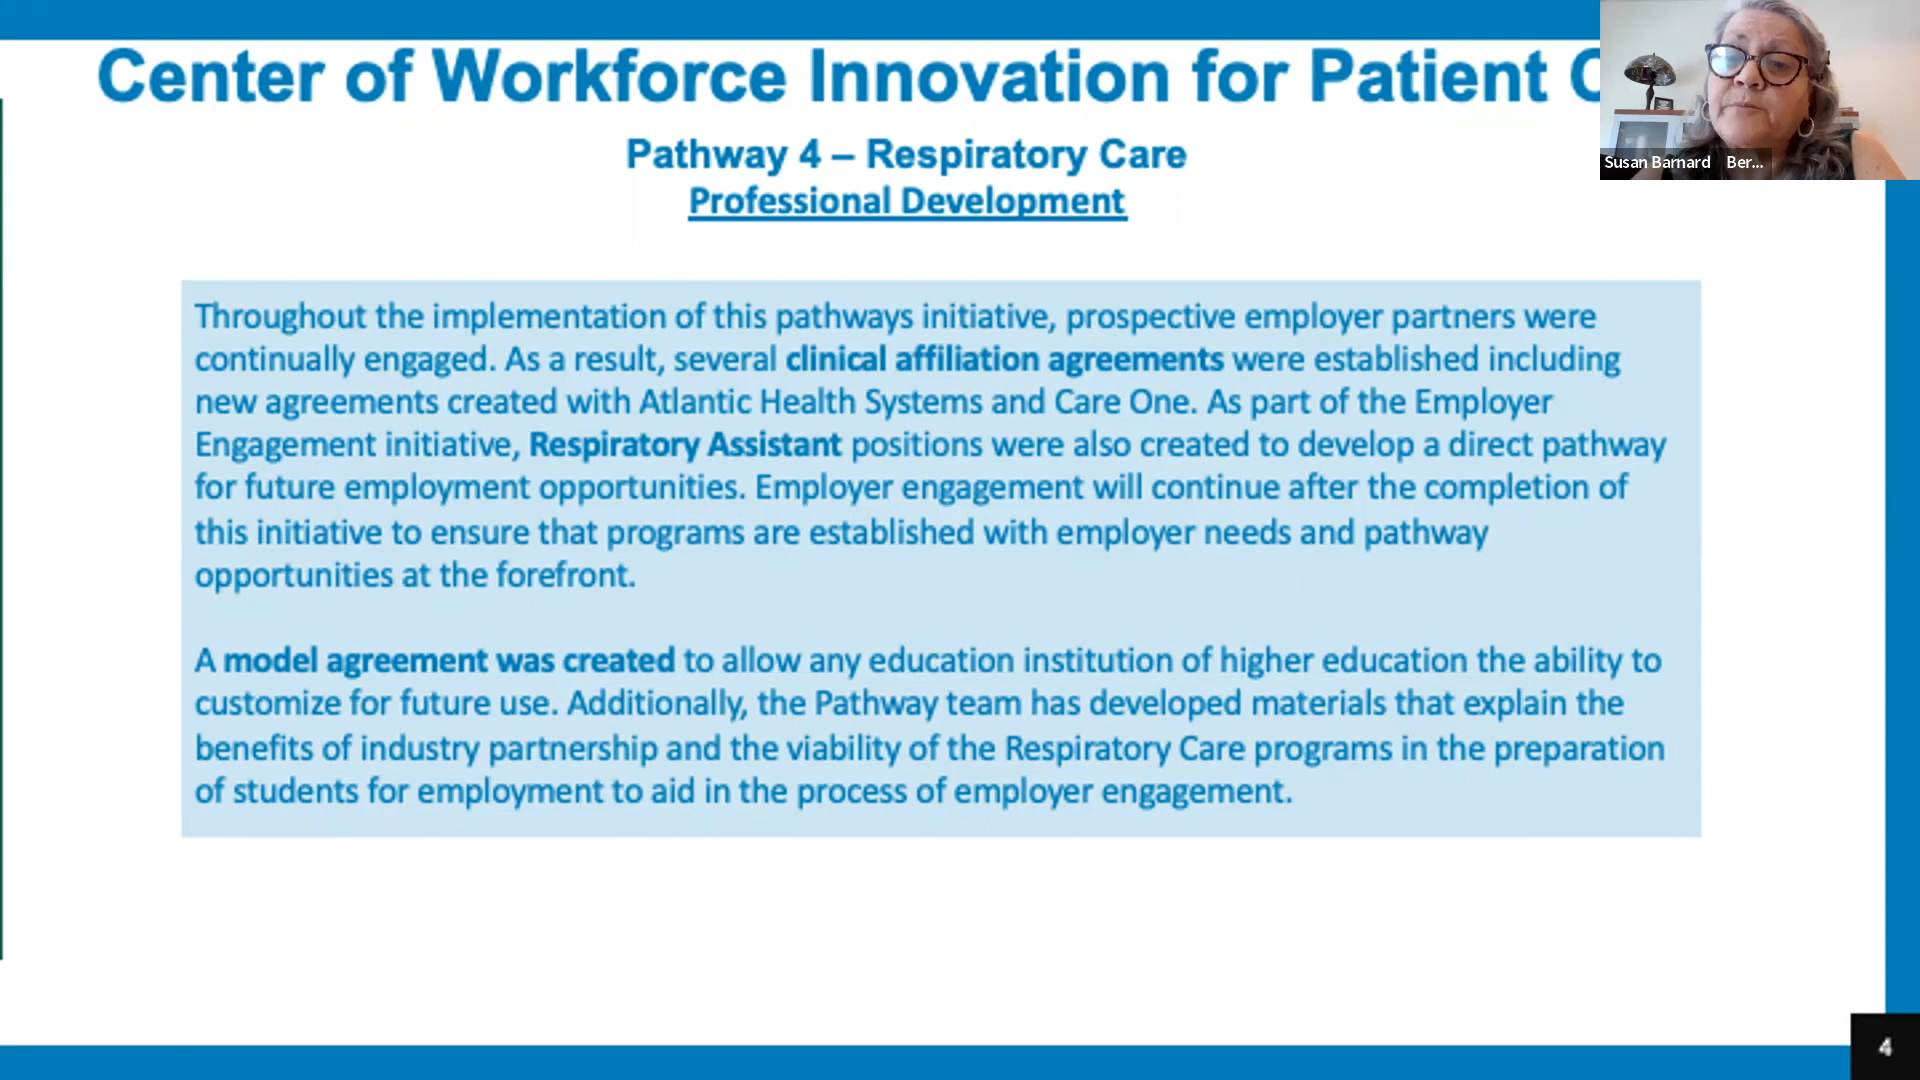 Center of Workforce Innovation for Patient
Pathway 4 – Respiratory Care
Professional Development
Throughout the implementation of this pathways initiative, prospective employer partners were
continually engaged. As a result, several clinical affiliation agreements were established including
new agreements created with Atlantic Health Systems and Care One. As part of the Employer
Engagement initiative, Respiratory Assistant positions were also created to develop a direct pathway
for future employment opportunities. Employer engagement will continue after the completion of
this initiative to ensure that programs are established with employer needs and pathway
opportunities at the forefront.
A model agreement was created to allow any education institution of higher education the ability to
customize for future use. Additionally, the Pathway team has developed materials that explain the
benefits of industry partnership and the viability of the Respiratory Care programs in the preparation
of students for employment to aid in the process of employer engagement.
Susan Barnard Ber...
4